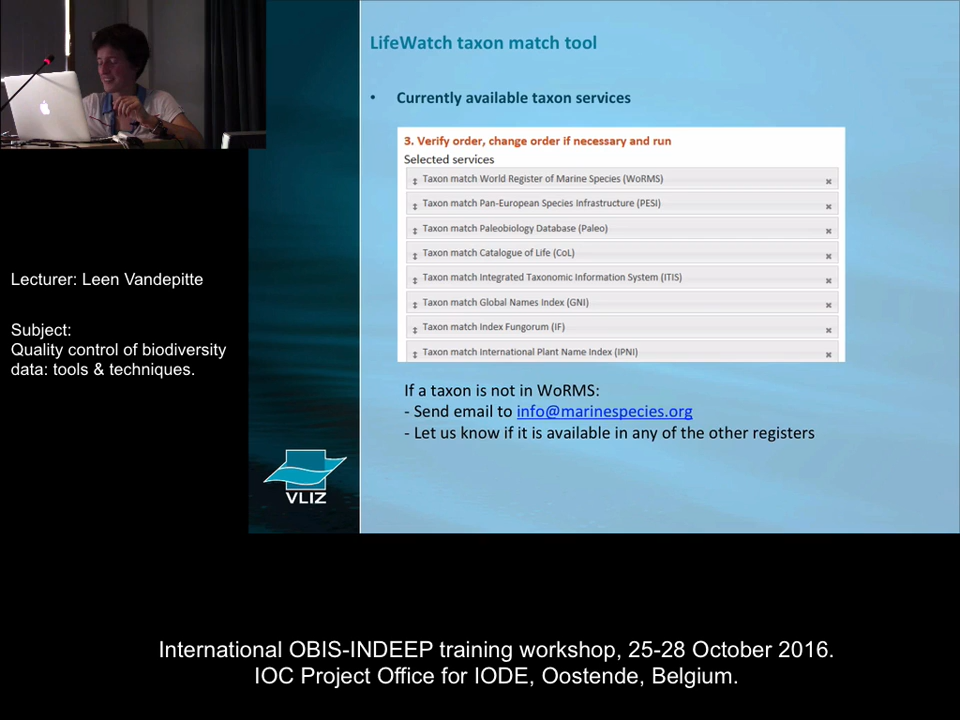 LifeWatch taxon match tool
• Currently available taxon services
3. Verify order, change order if necessary and run
Selected services
Taxon match World Register of Marine Species (WoRMS)
Taxon match Pan-European Species Infrastructure (PESI)
Taxon match Paleobiology Database (Paleo)
Taxon match Catalogue of Life (CoL)
Taxon match Integrated Taxonomic Information System (ITIS)
Taxon match Global Names Index (GNI)
Taxon match Index Fungorum (IF)
Taxon match International Plant Name Index (IPNI)
If a taxon is not in WoRMS:
- Send email to info@marinespecies.org
- Let us know if it is available in any of the other registers
Lecturer: Leen Vandepitte
Subject:
Quality control of biodiversity
data: tools & techniques.
VLIZ
International OBIS-INDEEP training workshop, 25-28 October 2016.
IOC Project Office for IODE, Oostende, Belgium.